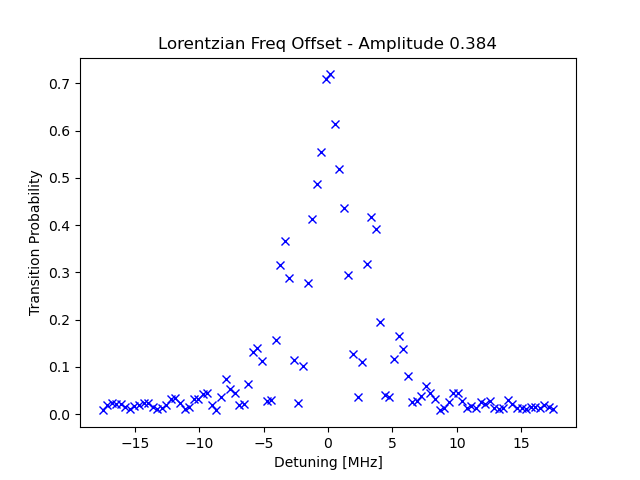 Lorentzian Freq Offset - Amplitude 0.384
Transition Probability
0.7
0.6
0.5
0.4
0.3
0.2
0.1
0.0
−15 −10 −5 0 5 10 15
Detuning [MHz]